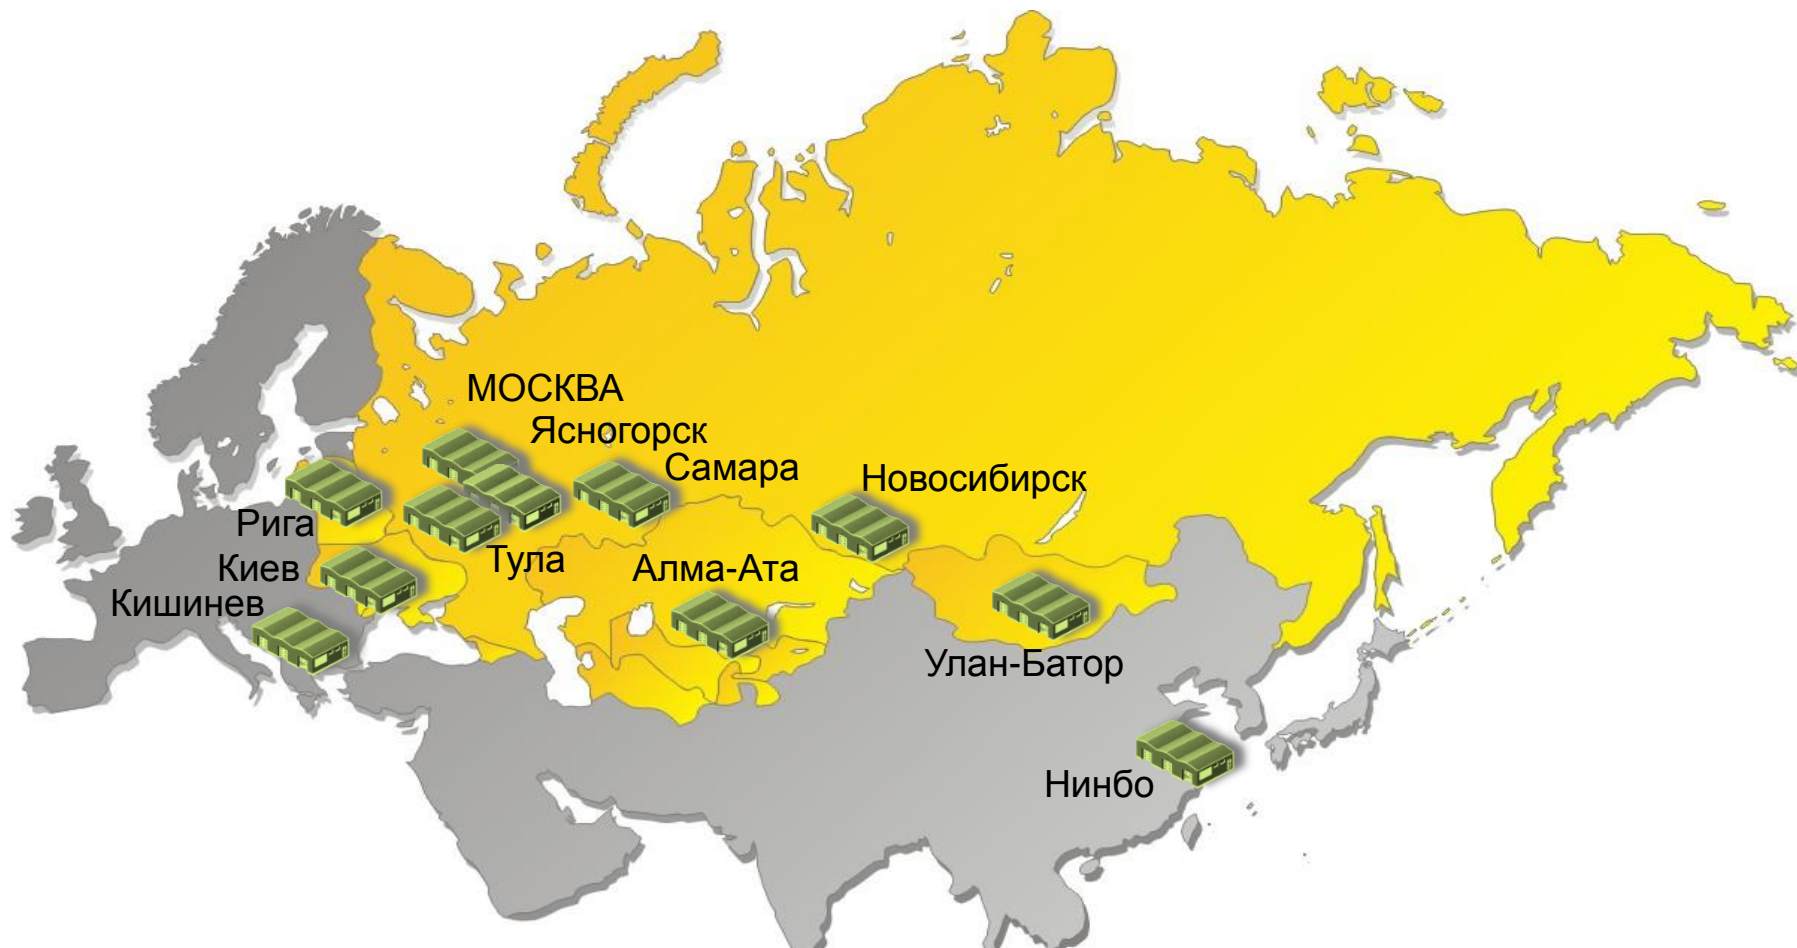 МОСКВА
Ясногорск
Самара
Новосибирск
Рига
Тула
Киев
Алма-Ата
Кишинев
Улан-Батор
Нинбо